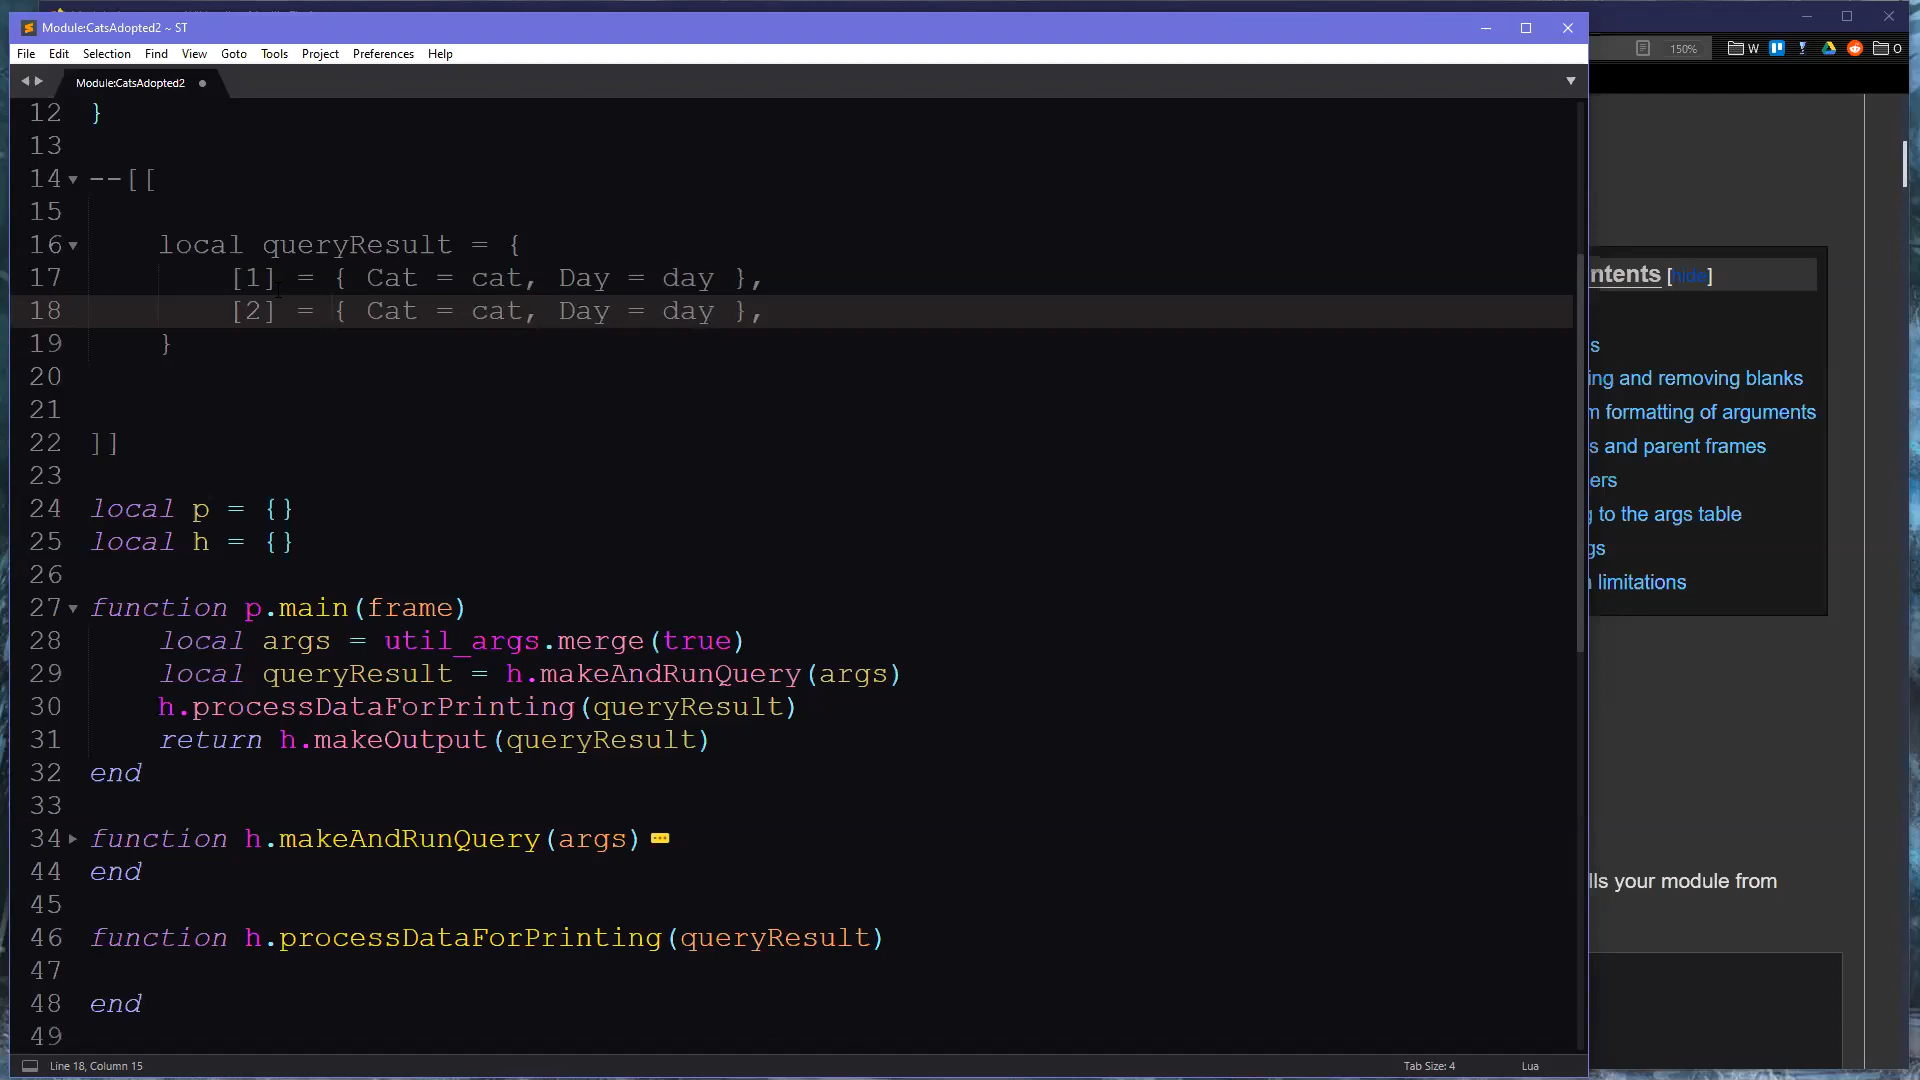 Module:CatsAdopted2 ~ ST
File Edit Selection Find View Goto Tools Project Preferences Help
150% W O
Module:CatsAdopted2
12 }
13
14 --[[
15
16 local queryResult = {
17 [1] = { Cat = cat, Day = day },
18 [2] = { Cat = cat, Day = day },
19 }
20
21
22 ]]
23
24 local p = {}
25 local h = {}
26
27 function p.main(frame)
28 local args = util_args.merge(true)
29 local queryResult = h.makeAndRunQuery(args)
30 h.processDataForPrinting(queryResult)
31 return h.makeOutput(queryResult)
32 end
33
34 function h.makeAndRunQuery(args)
44 end
45
46 function h.processDataForPrinting(queryResult)
47
48 end
49
Line 18, Column 15
Tab Size: 4 Lua
ntents [hide]
s
ing and removing blanks
m formatting of arguments
s and parent frames
ers
g to the args table
gs
n limitations
lls your module from